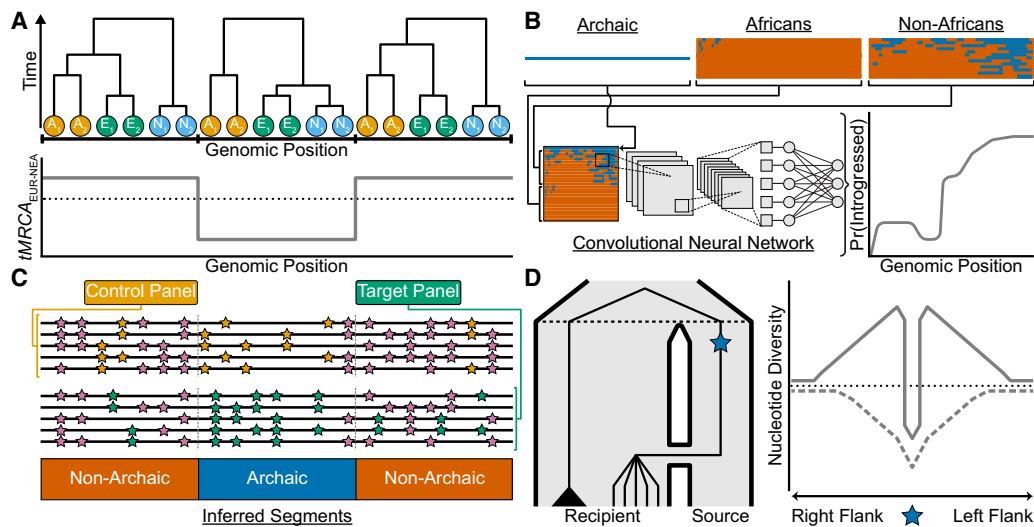 A
Time
A₁ A₂ E₁ E₂ N₁ N₂ A₁ A₂ E₁ E₂ N₁ N₂ A₁ A₂ E₁ E₂ N₁ N₂
Genomic Position
tMRCA EUR-NEA
Genomic Position
B
Archaic Africans Non-Africans
Convolutional Neural Network
Pr(Introgressed)
Genomic Position
C
Control Panel Target Panel
Non-Archaic Archaic Non-Archaic
Inferred Segments
D
Recipient Source
Nucleotide Diversity
Right Flank Left Flank